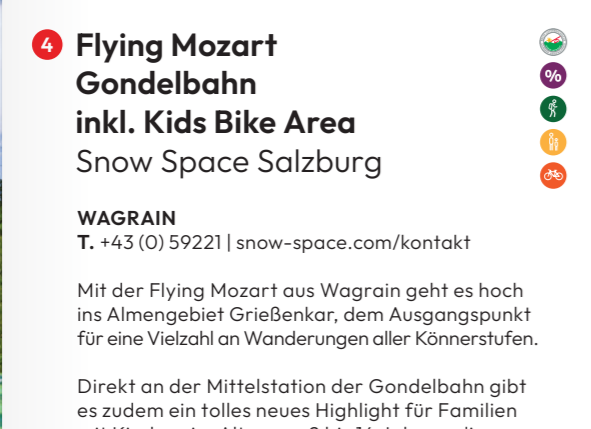 4 Flying Mozart
Gondelbahn
inkl. Kids Bike Area
Snow Space Salzburg
%
WAGRAIN
T. +43 (0) 59221 | snow-space.com/kontakt
Mit der Flying Mozart aus Wagrain geht es hoch
ins Almengebiet Grießenkar, dem Ausgangspunkt
für eine Vielzahl an Wanderungen aller Könnerstufen.
Direkt an der Mittelstation der Gondelbahn gibt
es zudem ein tolles neues Highlight für Familien